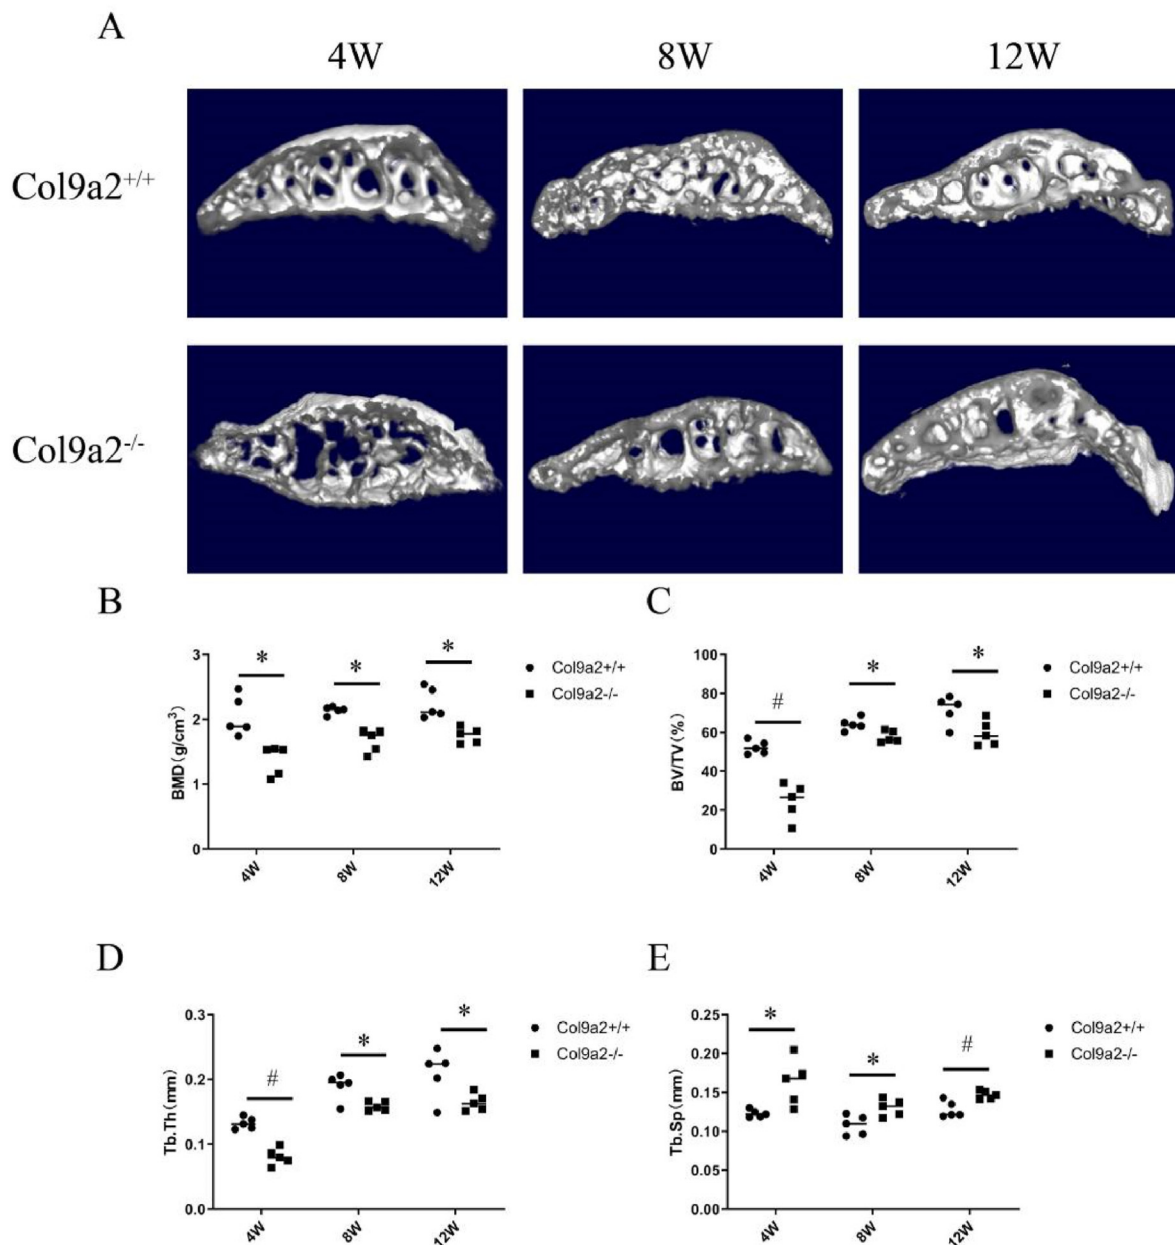 A
4W 8W 12W
Col9a2+/+
Col9a2-/-
B
BMD (g/cm³)
3
2
1
0
*
*
*
4W
8W
12W
Col9a2+/+
Col9a2-/-
C
BV/TV (%)
100
80
60
40
20
0
#
*
*
4W
8W
12W
Col9a2+/+
Col9a2-/-
D
Tb.Th (mm)
0.3
0.2
0.1
0.0
#
*
*
4W
8W
12W
Col9a2+/+
Col9a2-/-
E
Tb.Sp (mm)
0.25
0.20
0.15
0.10
0.05
0.00
*
*
#
4W
8W
12W
Col9a2+/+
Col9a2-/-